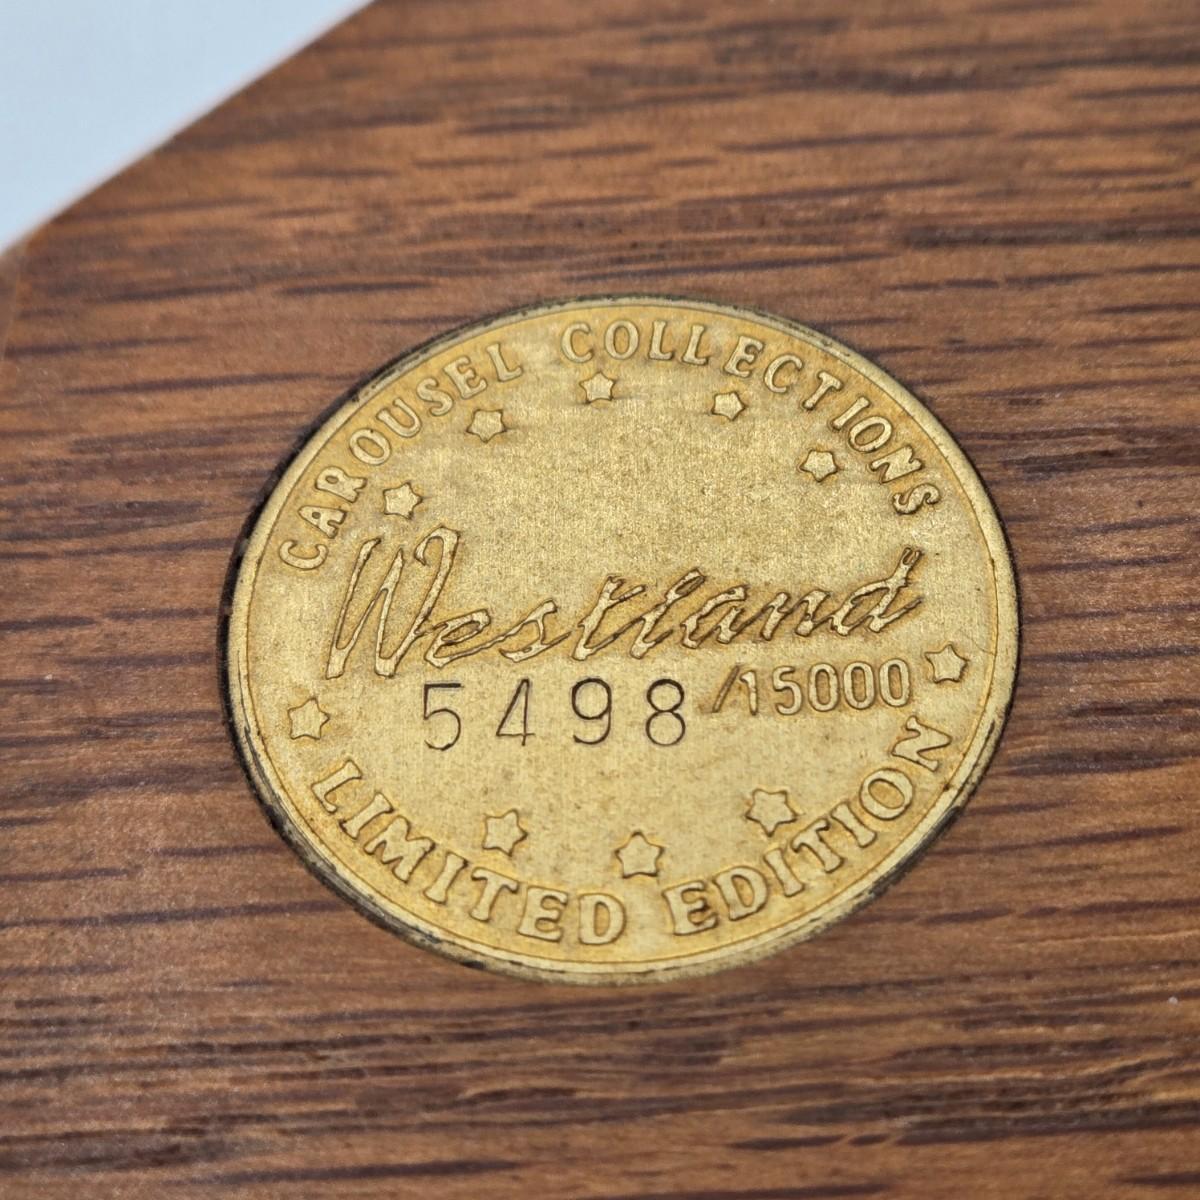 CAROUSEL COLLECTIONS
Westland
5498/15000
LIMITED EDITION